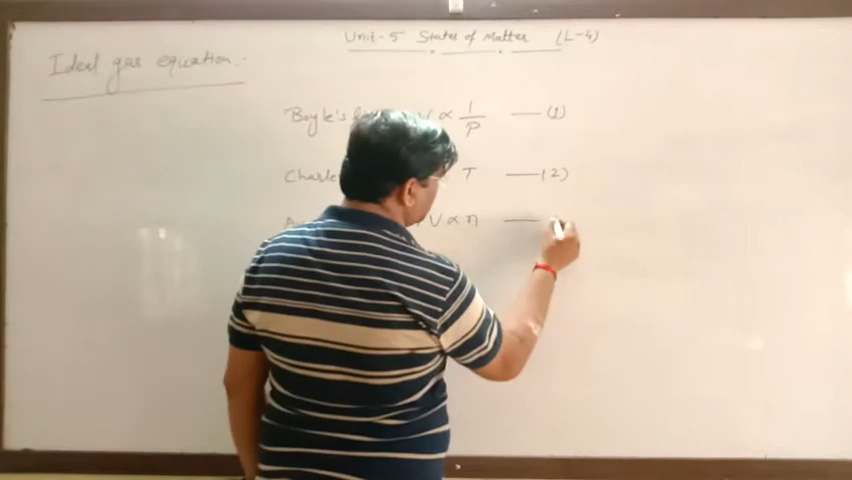 Unit-5 States of Matter (L-4)
Ideal gas equation :-
Boyle's V ∝ 1/P —(1)
T —(2)
V ∝ n —